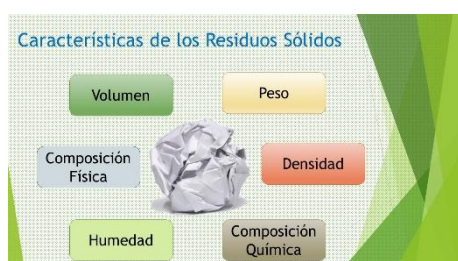 Características de los Residuos Sólidos
Volumen
Peso
Composición
Física
Densidad
Humedad
Composición
Química